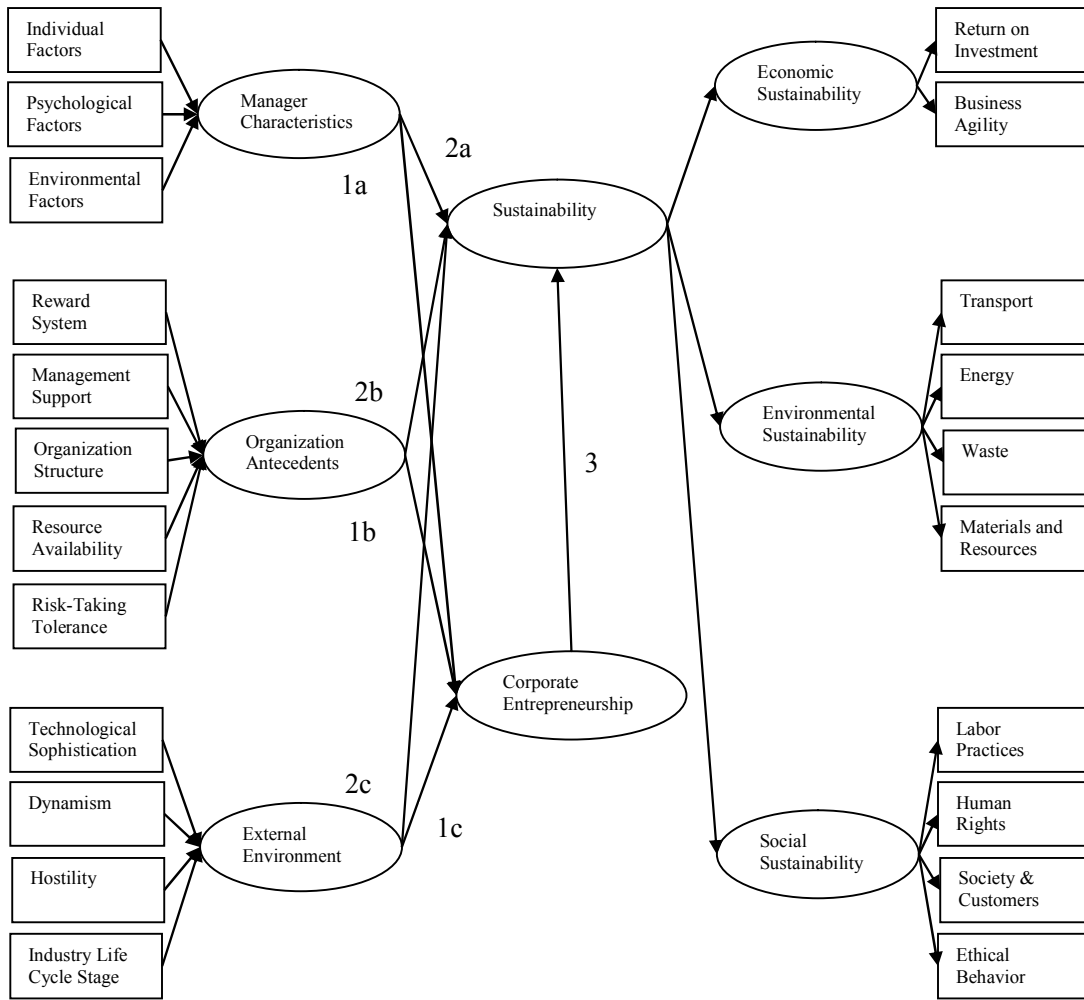 Individual
Factors
Psychological
Factors
Environmental
Factors
Manager
Characteristics
2a
1a
Sustainability
Economic
Sustainability
Return on
Investment
Business
Agility
Reward
System
Management
Support
Organization
Structure
Resource
Availability
Risk-Taking
Tolerance
Organization
Antecedents
2b
1b
3
Environmental
Sustainability
Transport
Energy
Waste
Materials and
Resources
Corporate
Entrepreneurship
Technological
Sophistication
Dynamism
Hostility
Industry Life
Cycle Stage
External
Environment
2c
1c
Social
Sustainability
Labor
Practices
Human
Rights
Society &
Customers
Ethical
Behavior